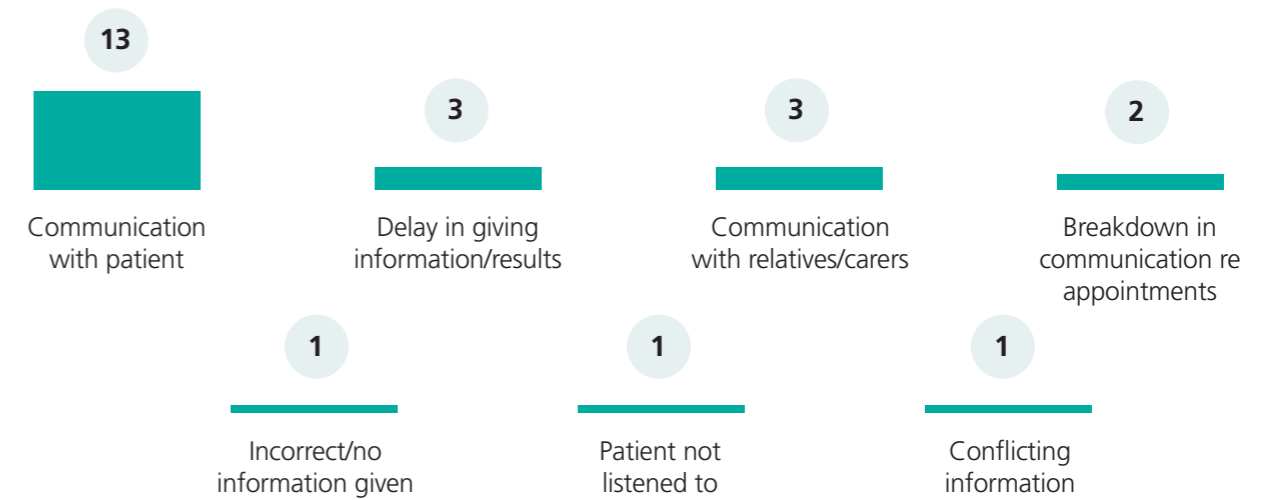 13
3
3
2
Communication
with patient
Delay in giving
information/results
Communication
with relatives/carers
Breakdown in
communication re
appointments
1
1
1
Incorrect/no
information given
Patient not
listened to
Conflicting
information